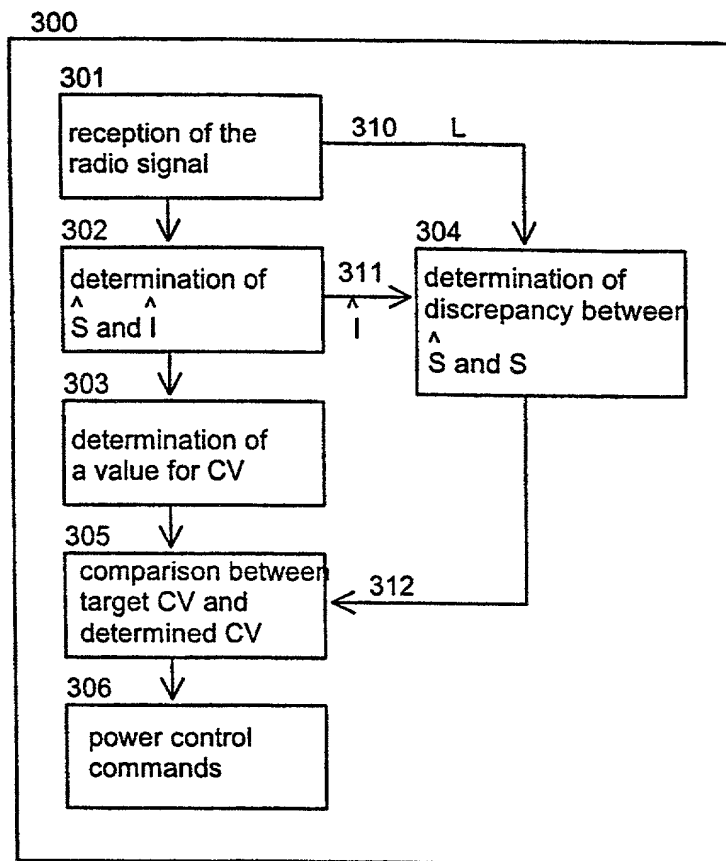 300
301
reception of the
radio signal
310 L
302
determination of
^ ^
S and I
311
^
I
304
determination of
discrepancy between
^
S and S
303
determination of
a value for CV
305
comparison between
target CV and
determined CV
312
306
power control
commands